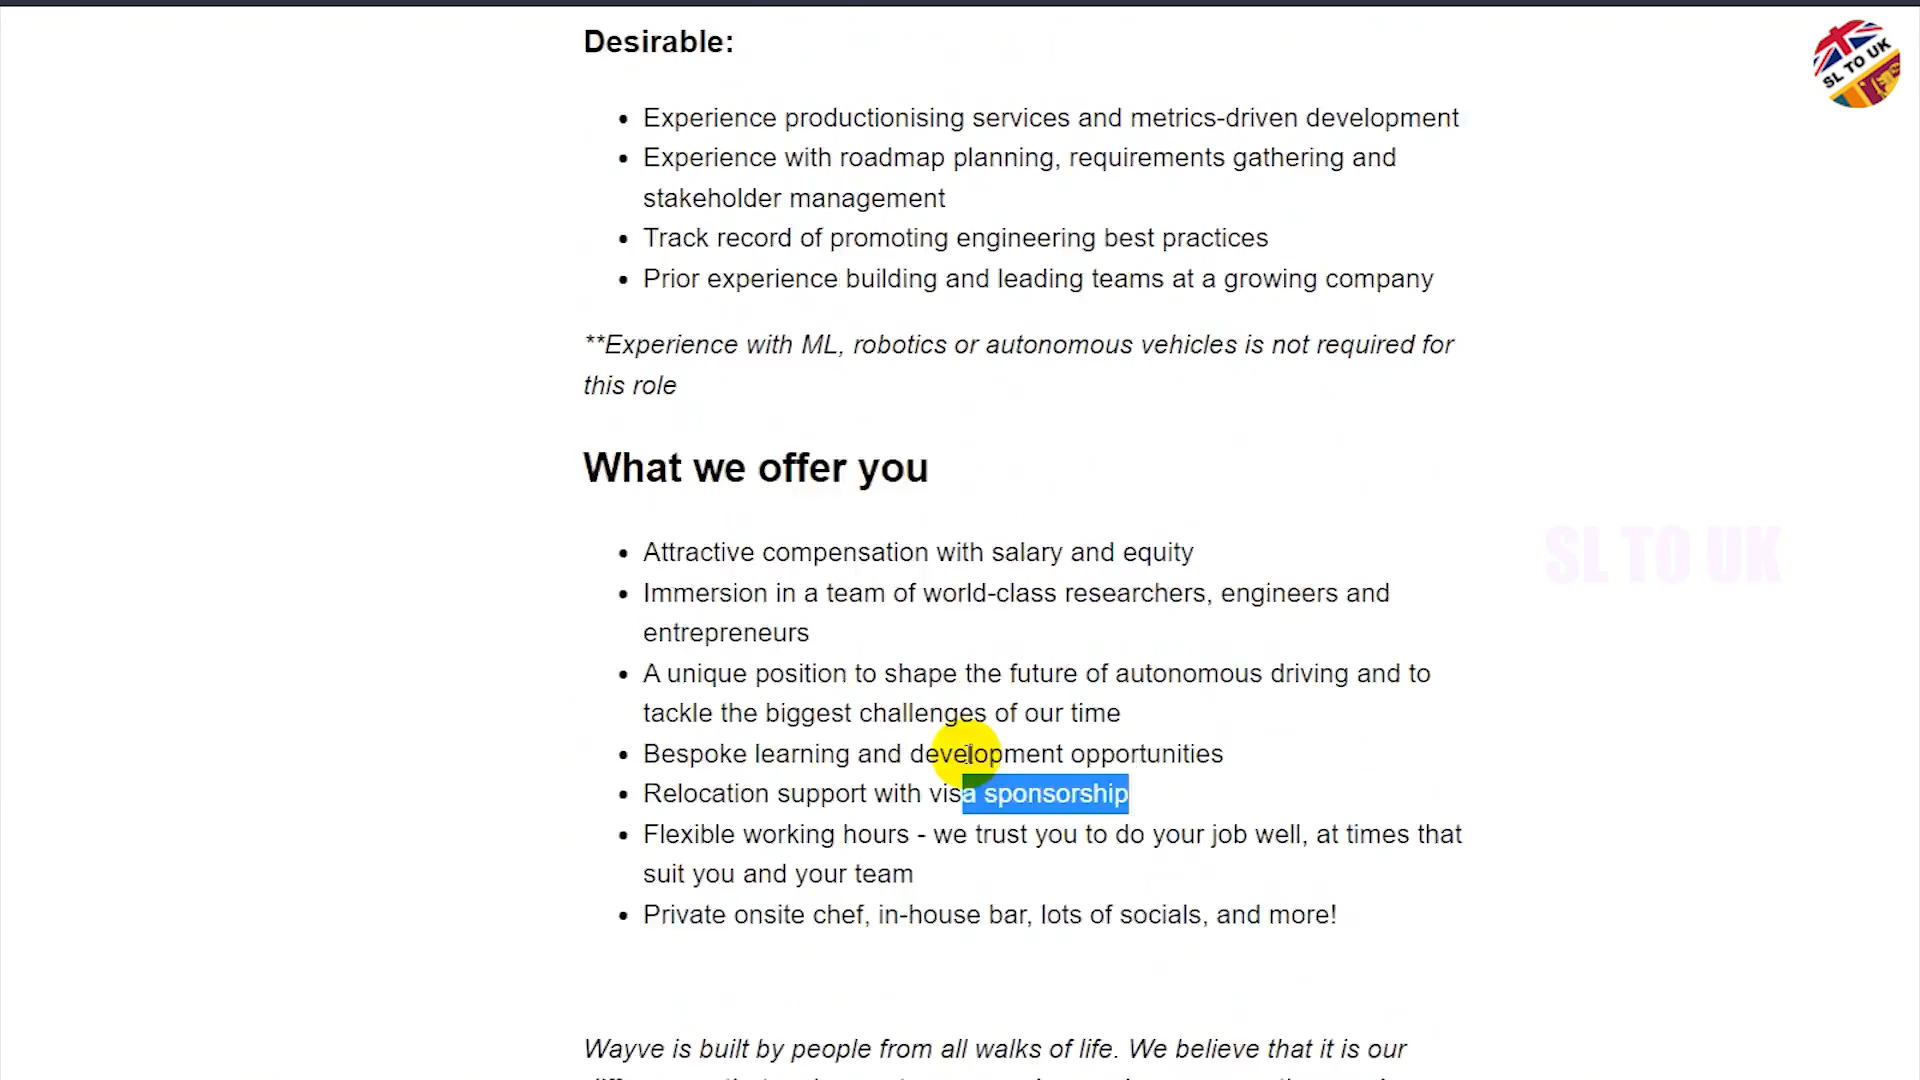 Desirable:
SL TO UK
Experience productionising services and metrics-driven development
Experience with roadmap planning, requirements gathering and
stakeholder management
Track record of promoting engineering best practices
Prior experience building and leading teams at a growing company
**Experience with ML, robotics or autonomous vehicles is not required for
this role
What we offer you
SL TO UK
Attractive compensation with salary and equity
Immersion in a team of world-class researchers, engineers and
entrepreneurs
A unique position to shape the future of autonomous driving and to
tackle the biggest challenges of our time
Bespoke learning and development opportunities
Relocation support with visa sponsorship
Flexible working hours - we trust you to do your job well, at times that
suit you and your team
Private onsite chef, in-house bar, lots of socials, and more!
Wayve is built by people from all walks of life. We believe that it is our